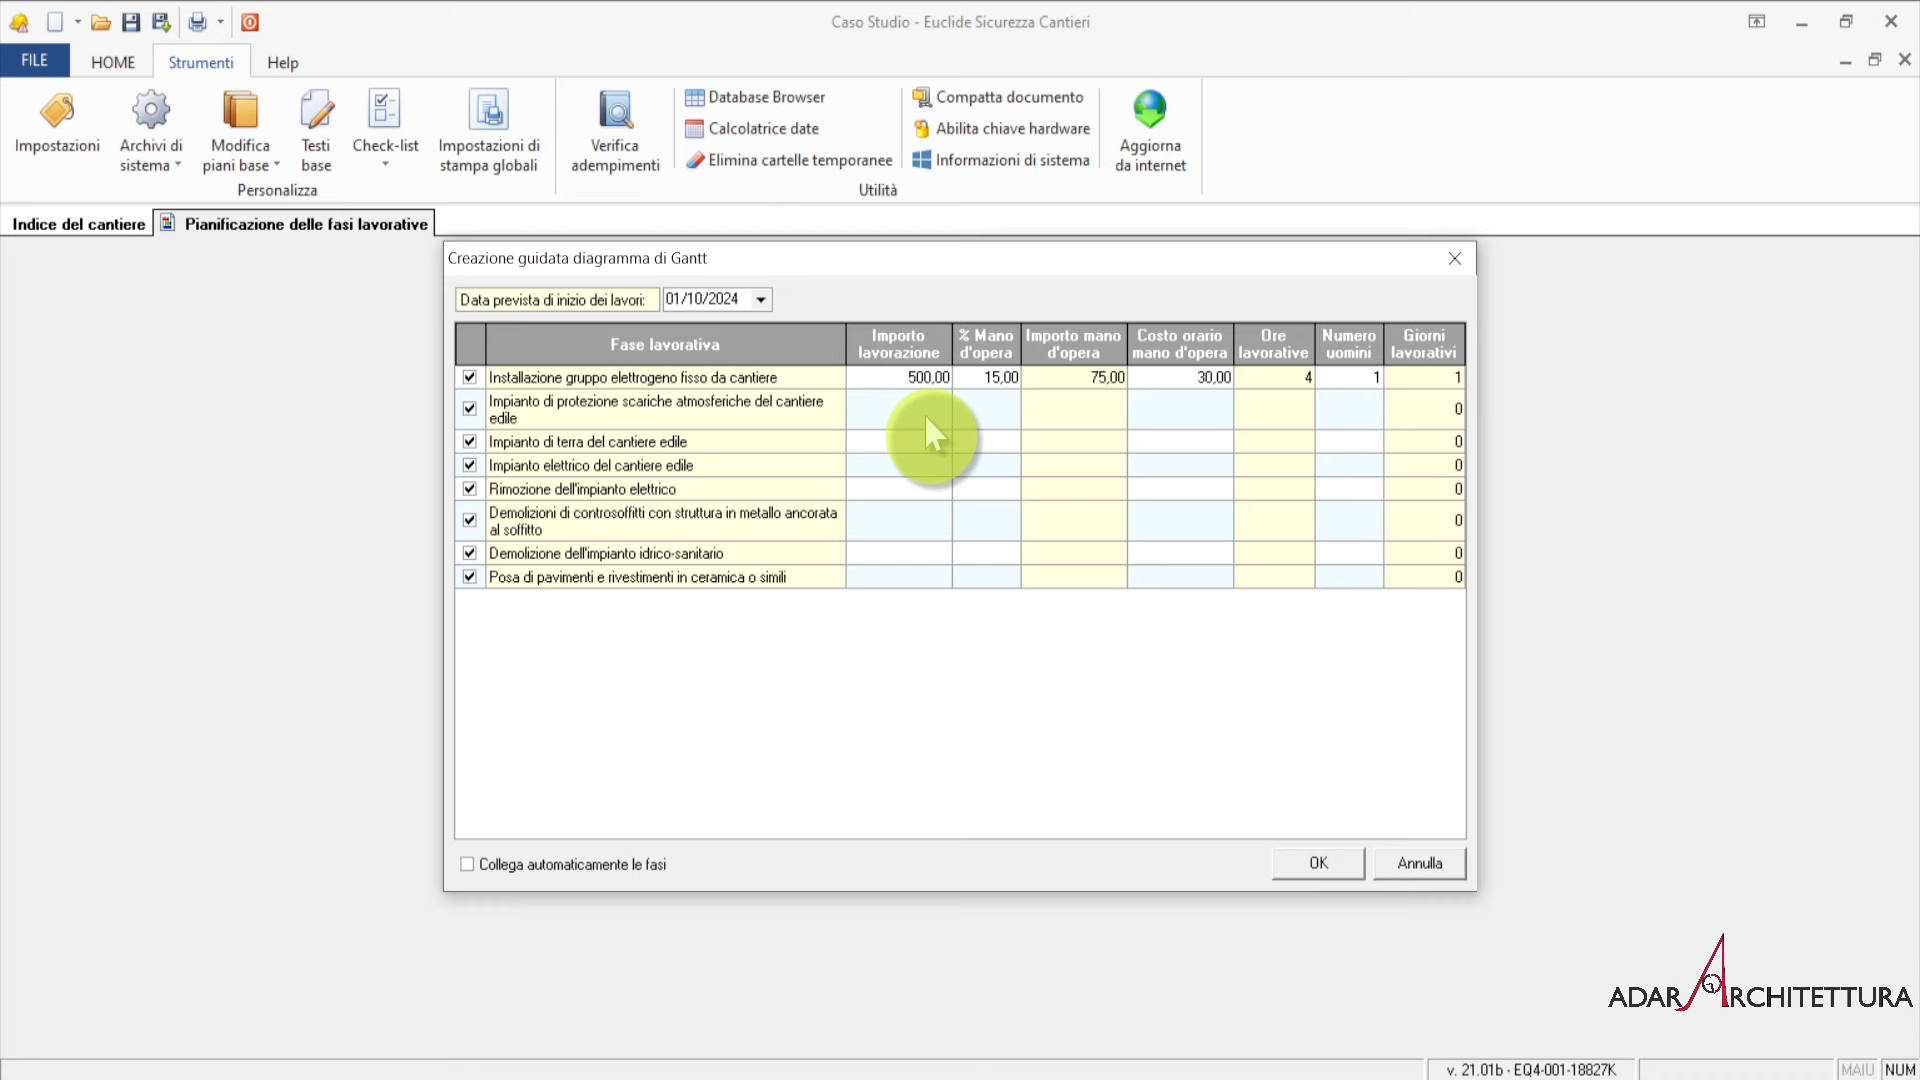 Caso Studio - Euclide Sicurezza Cantieri
FILE HOME Strumenti Help
Impostazioni
Archivi di sistema
Modifica piani base
Testi base
Check-list
Impostazioni di stampa globali
Personalizza
Verifica adempimenti
Database Browser
Calcolatrice date
Elimina cartelle temporanee
Compatta documento
Abilita chiave hardware
Informazioni di sistema
Utilità
Aggiorna da internet
Indice del cantiere Pianificazione delle fasi lavorative
Creazione guidata diagramma di Gantt
Data prevista di inizio dei lavori: 01/10/2024
Fase lavorativa Importo lavorazione % Mano d'opera Importo mano d'opera Costo orario mano d'opera Ore lavorative Numero uomini Giorni lavorativi
Installazione gruppo elettrogeno fisso da cantiere 500,00 15,00 75,00 30,00 4 1 1
Impianto di protezione scariche atmosferiche del cantiere edile 0
Impianto di terra del cantiere edile 0
Impianto elettrico del cantiere edile 0
Rimozione dell'impianto elettrico 0
Demolizioni di controsoffitti con struttura in metallo ancorata al soffitto 0
Demolizione dell'impianto idrico-sanitario 0
Posa di pavimenti e rivestimenti in ceramica o simili 0
Collega automaticamente le fasi
OK Annulla
ADARARCHITETTURA
v. 21.01b - EQ4-001-18827K MAIU NUM